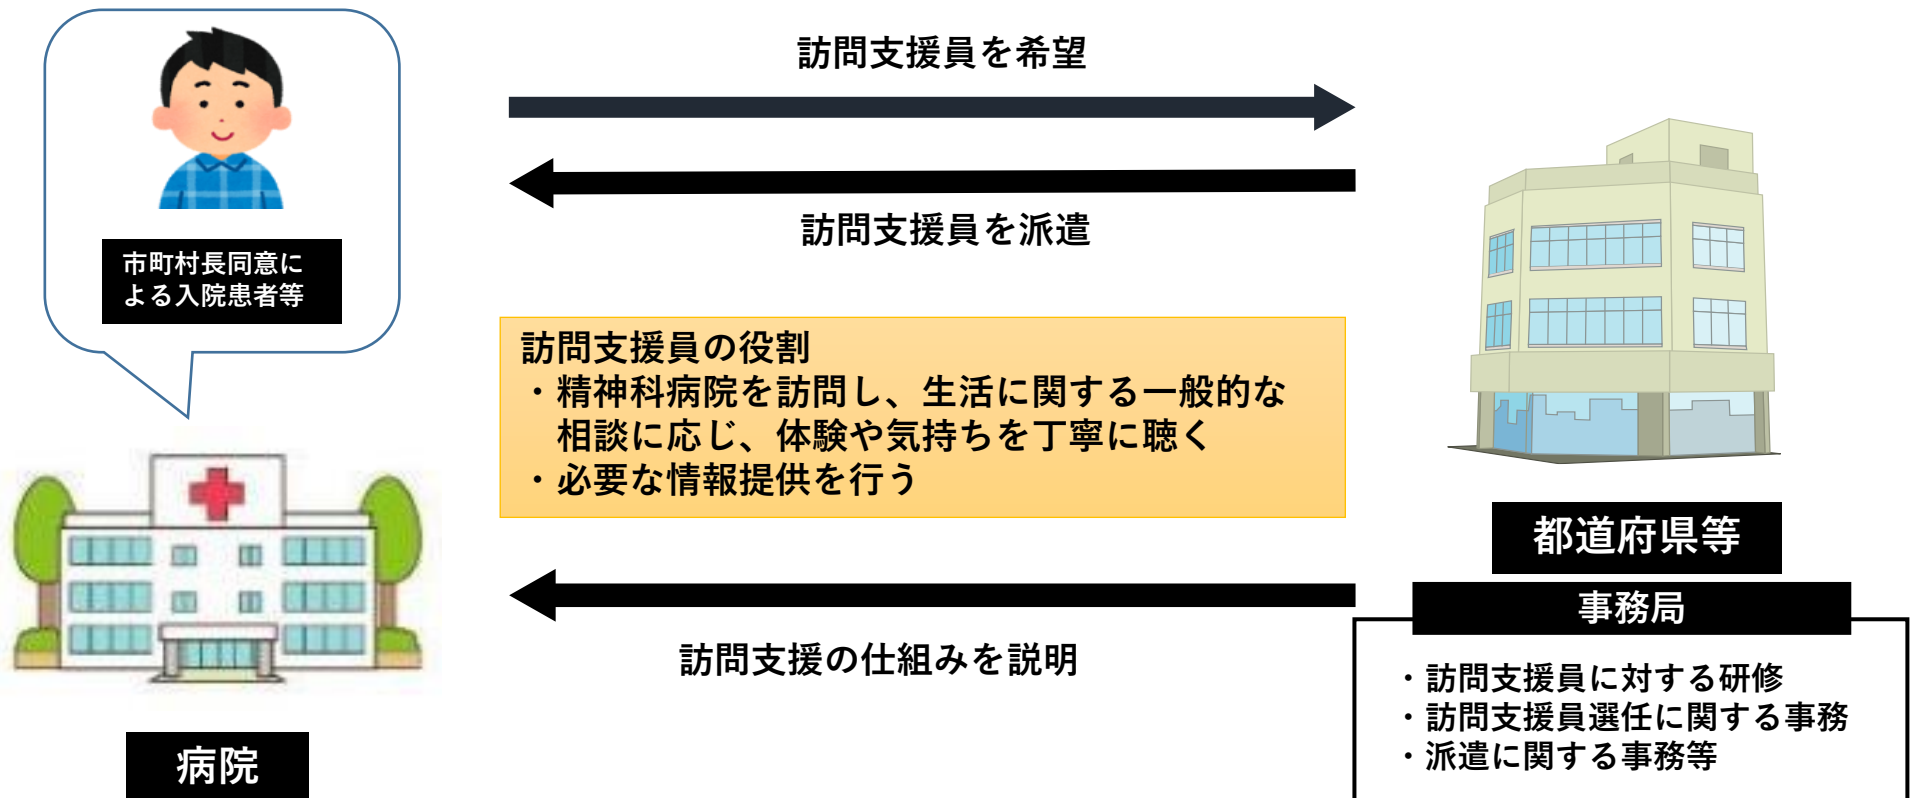 訪問支援員を希望
訪問支援員を派遣
市町村長同意に
よる入院患者等
訪問支援員の役割
・精神科病院を訪問し、生活に関する一般的な
相談に応じ、体験や気持ちを丁寧に聴く
・必要な情報提供を行う
訪問支援の仕組みを説明
病院
都道府県等
事務局
・訪問支援員に対する研修
・訪問支援員選任に関する事務
・派遣に関する事務等